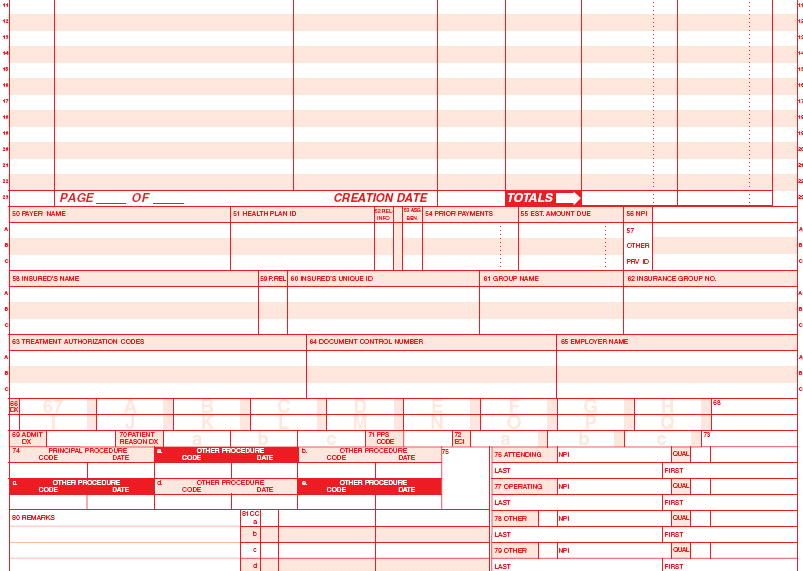 11 11
12 12
13 13
14 14
15 15
16 16
17 17
18 18
19 19
20 20
21 21
22 22
23 PAGE ____ OF ____ CREATION DATE TOTALS 23
50 PAYER NAME 51 HEALTH PLAN ID 52 REL INFO 53 ASG BEN. 54 PRIOR PAYMENTS 55 EST. AMOUNT DUE 56 NPI
A 57 A
B OTHER B
C PRV ID C
58 INSURED'S NAME 59 P.REL 60 INSURED'S UNIQUE ID 61 GROUP NAME 62 INSURANCE GROUP NO.
A A
B B
C C
63 TREATMENT AUTHORIZATION CODES 64 DOCUMENT CONTROL NUMBER 65 EMPLOYER NAME
A A
B B
C C
66 DX 67 A B C D E F G H 68
I J K L M N O P Q
69 ADMIT DX 70 PATIENT REASON DX a b c 71 PPS CODE 72 ECI a b c 73
74 PRINCIPAL PROCEDURE a. OTHER PROCEDURE b. OTHER PROCEDURE 75 76 ATTENDING NPI QUAL
CODE DATE CODE DATE CODE DATE
LAST FIRST
c. OTHER PROCEDURE d. OTHER PROCEDURE e. OTHER PROCEDURE 77 OPERATING NPI QUAL
CODE DATE CODE DATE CODE DATE
LAST FIRST
80 REMARKS 81CC a 78 OTHER NPI QUAL
b LAST FIRST
c 79 OTHER NPI QUAL
d LAST FIRST